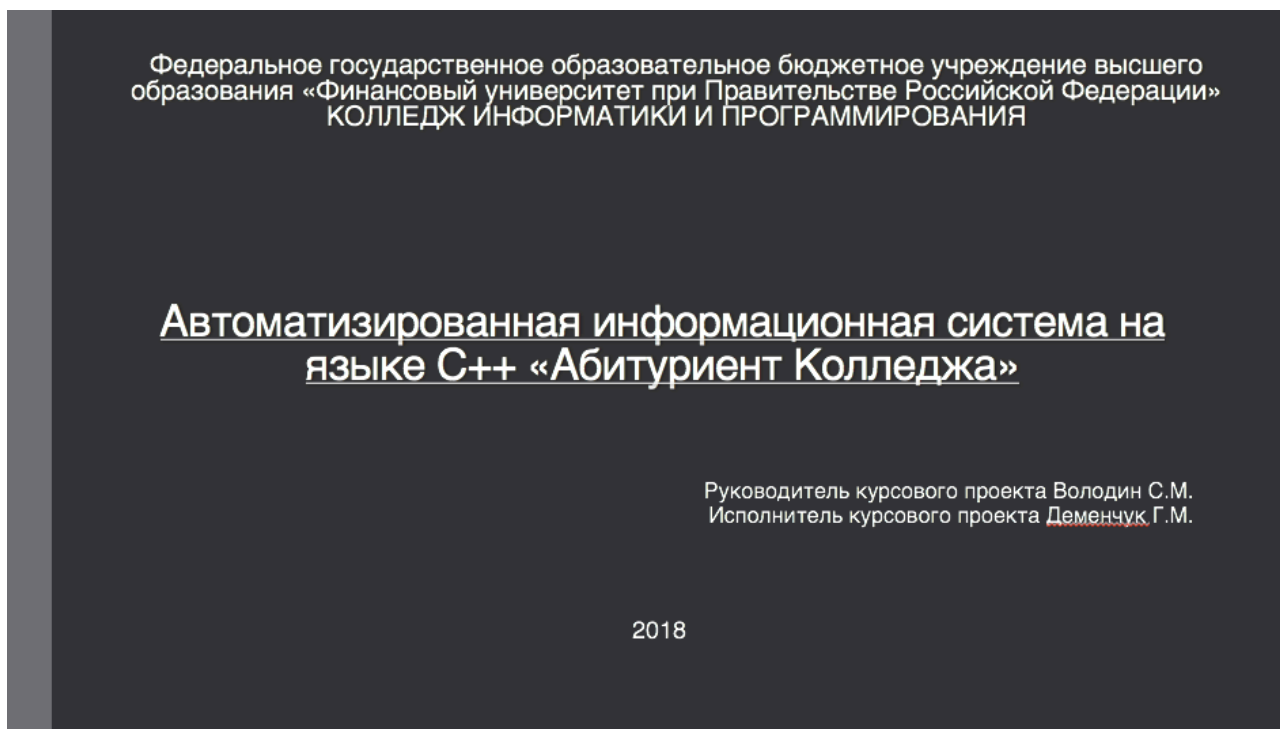 Федеральное государственное образовательное бюджетное учреждение высшего
образования «Финансовый университет при Правительстве Российской Федерации»
КОЛЛЕДЖ ИНФОРМАТИКИ И ПРОГРАММИРОВАНИЯ
Автоматизированная информационная система на
языке C++ «Абитуриент Колледжа»
Руководитель курсового проекта Володин С.М.
Исполнитель курсового проекта Деменчук Г.М.
2018